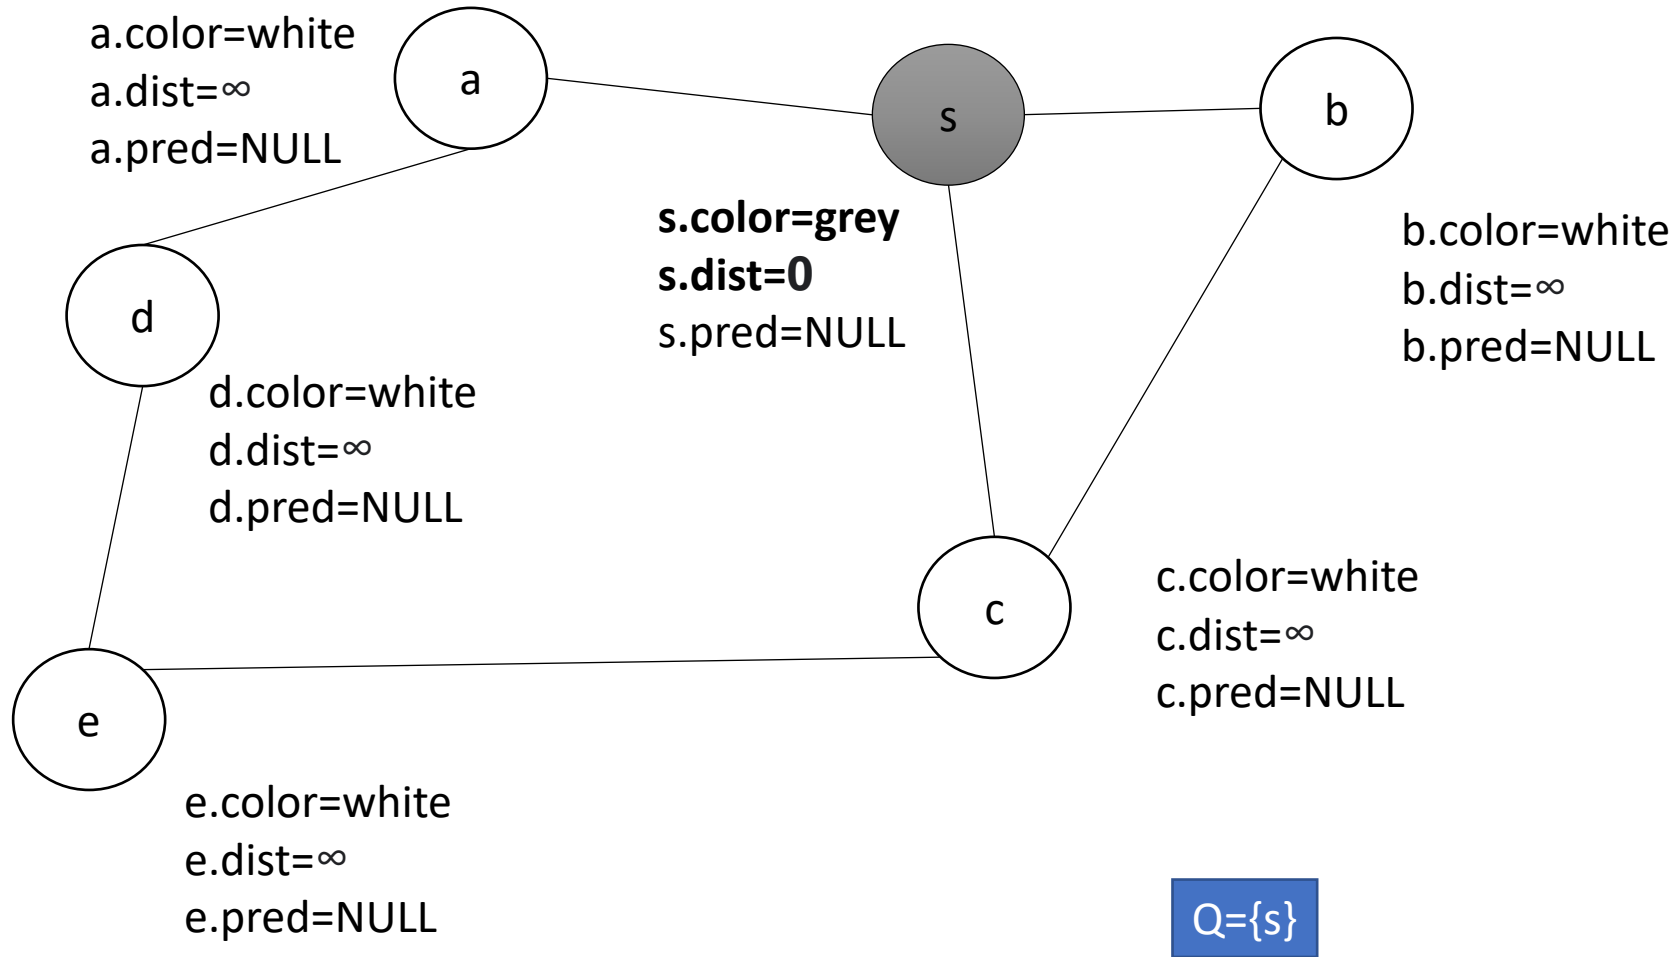 a.color=white
a.dist=∞
a.pred=NULL
a
s
b
s.color=grey
s.dist=0
s.pred=NULL
b.color=white
b.dist=∞
b.pred=NULL
d
d.color=white
d.dist=∞
d.pred=NULL
c
c.color=white
c.dist=∞
c.pred=NULL
e
e.color=white
e.dist=∞
e.pred=NULL
Q={s}